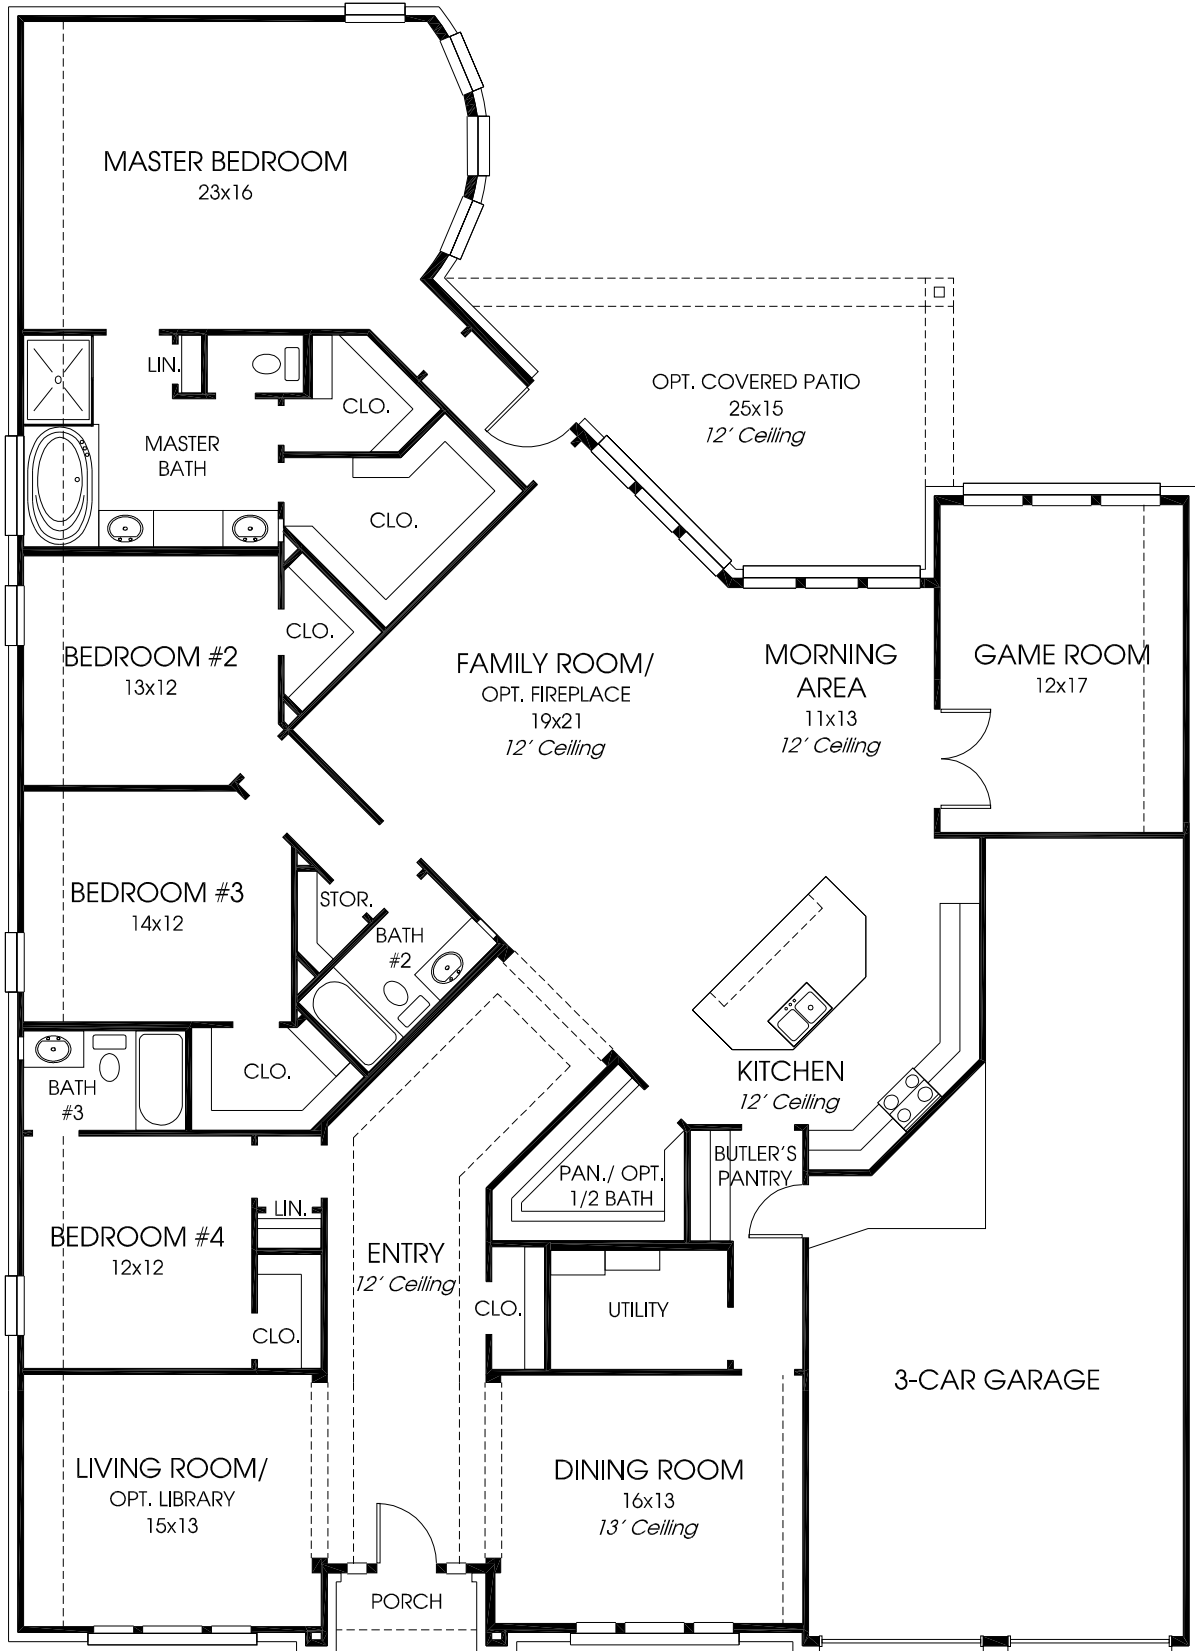 MASTER BEDROOM
23x16
LIN.
CLO.
MASTER
BATH
CLO.
OPT. COVERED PATIO
25x15
12' Ceiling
BEDROOM #2
13x12
CLO.
FAMILY ROOM/
OPT. FIREPLACE
19x21
12' Ceiling
MORNING
AREA
11x13
12' Ceiling
GAME ROOM
12x17
BEDROOM #3
14x12
STOR.
BATH
#2
KITCHEN
12' Ceiling
BATH
#3
CLO.
PAN./ OPT.
1/2 BATH
BUTLER'S
PANTRY
BEDROOM #4
12x12
LIN.
CLO.
ENTRY
12' Ceiling
CLO.
UTILITY
3-CAR GARAGE
LIVING ROOM/
OPT. LIBRARY
15x13
DINING ROOM
16x13
13' Ceiling
PORCH